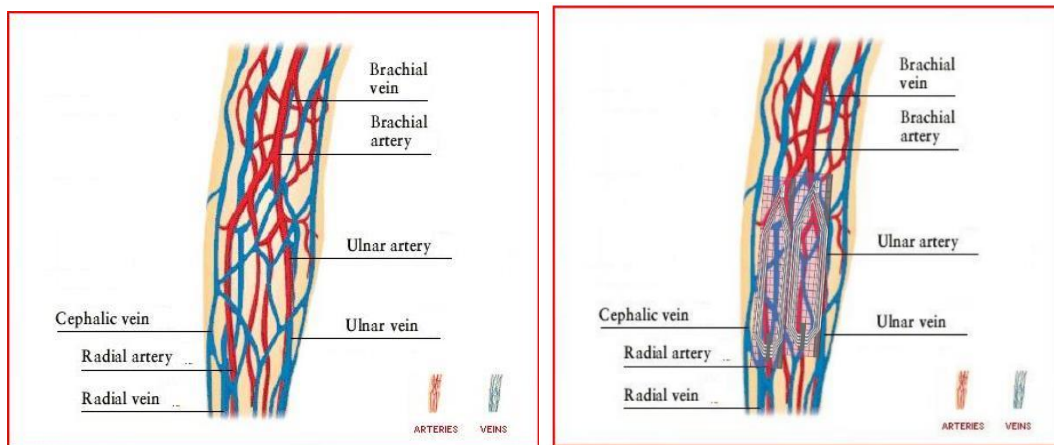 Brachial
vein
Brachial
artery
Ulnar artery
Cephalic vein
Ulnar vein
Radial artery
Radial vein
ARTERIES VEINS
Brachial
vein
Brachial
artery
Ulnar artery
Cephalic vein
Ulnar vein
Radial artery
Radial vein
ARTERIES VEINS